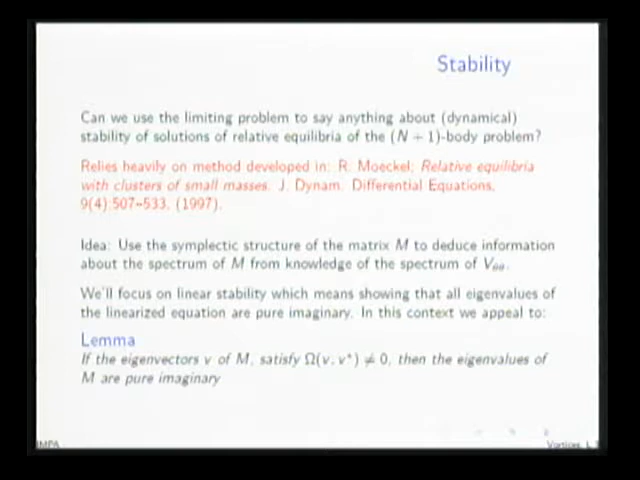 Stability
Can we use the limiting problem to say anything about (dynamical)
stability of solutions of relative equilibria of the (N + 1)-body problem?
Relies heavily on method developed in: R. Moeckel; Relative equilibria
with clusters of small masses. J. Dynam. Differential Equations,
9(4):507–533, (1997).
Idea: Use the symplectic structure of the matrix M to deduce information
about the spectrum of M from knowledge of the spectrum of V_θθ.
We'll focus on linear stability which means showing that all eigenvalues of
the linearized equation are pure imaginary. In this context we appeal to:
Lemma
If the eigenvectors v of M, satisfy Ω(v, v*) ≠ 0, then the eigenvalues of
M are pure imaginary
IMPA
Vortices,